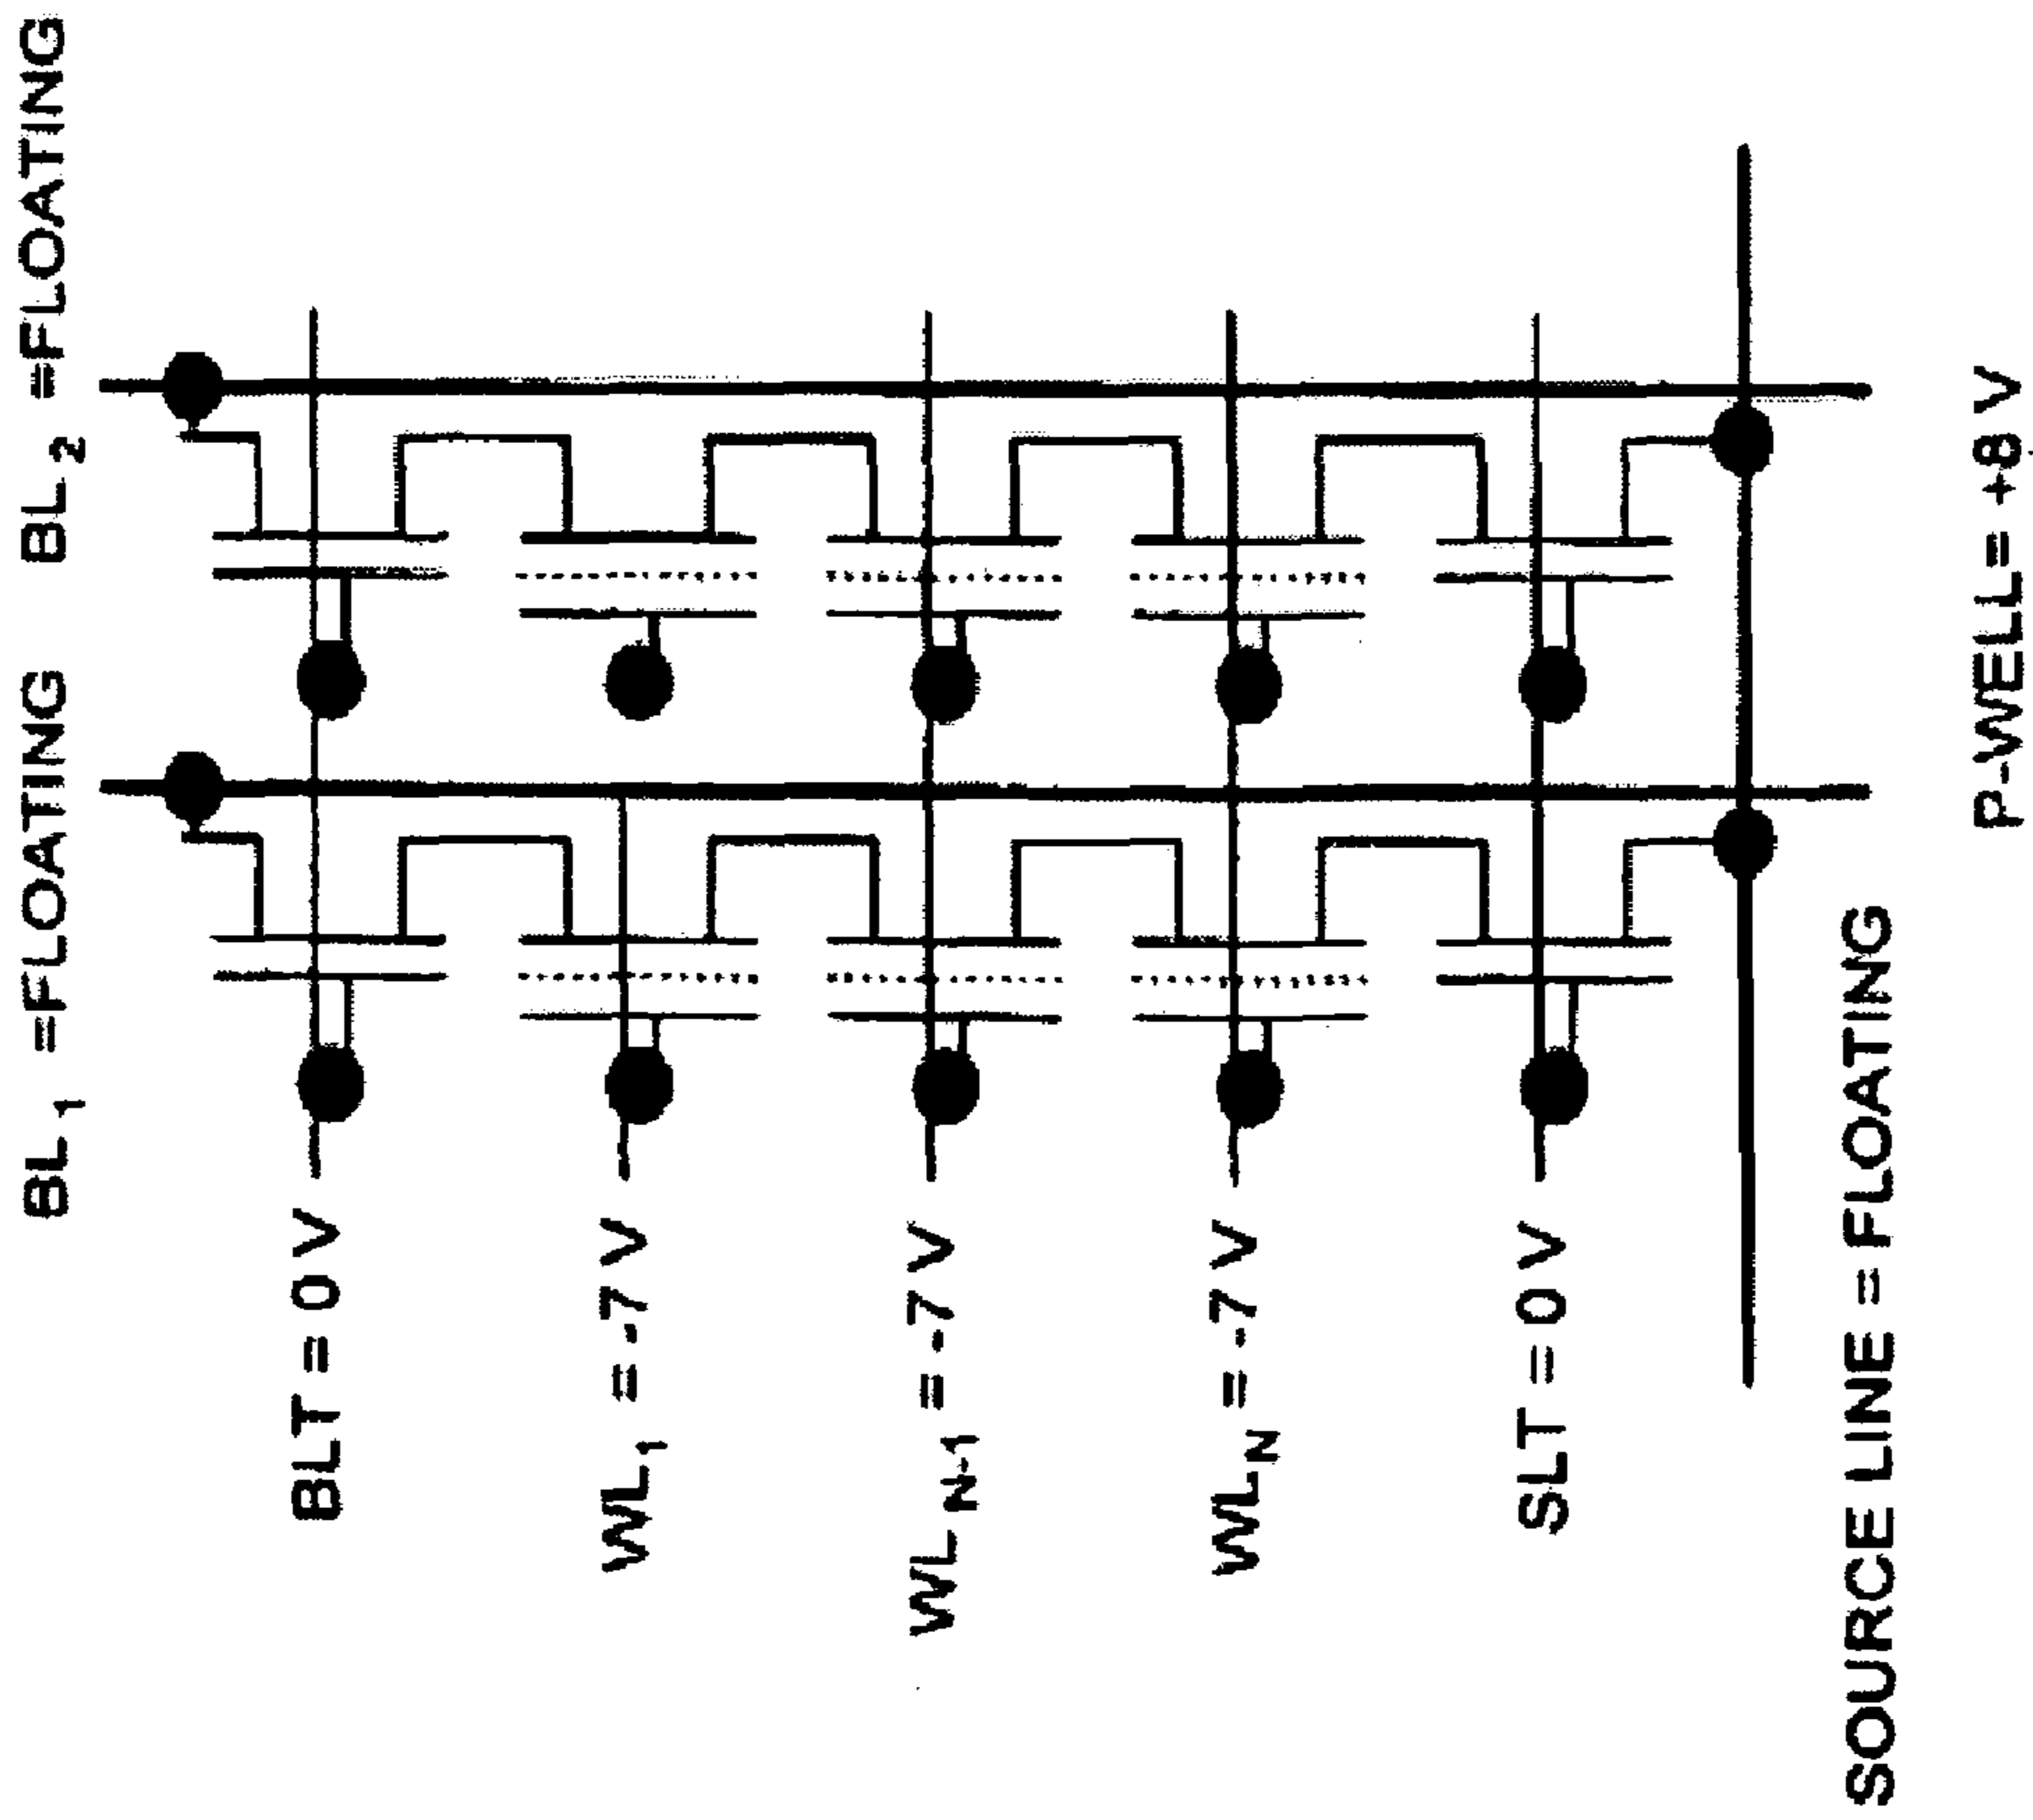 BL1 =FLOATING
BL2 =FLOATING
BLT = 0 V
WL1 = -7 V
WLN-1 = -7 V
WLN = -7 V
SLT = 0 V
SOURCE LINE = FLOATING
P-WELL= +8 V